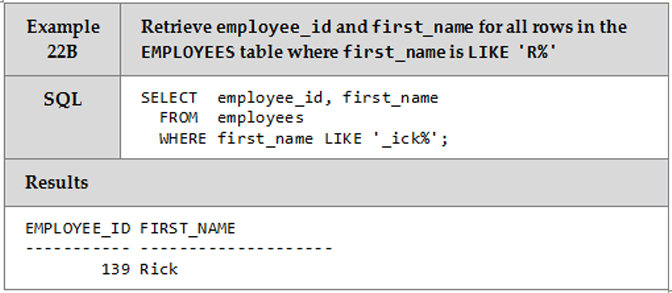 Example 22B
Retrieve employee_id and first_name for all rows in the
EMPLOYEES table where first_name is LIKE 'R%'
SQL
SELECT employee_id, first_name
FROM employees
WHERE first_name LIKE '_ick%';
Results
EMPLOYEE_ID FIRST_NAME
----------- --------------------
139 Rick